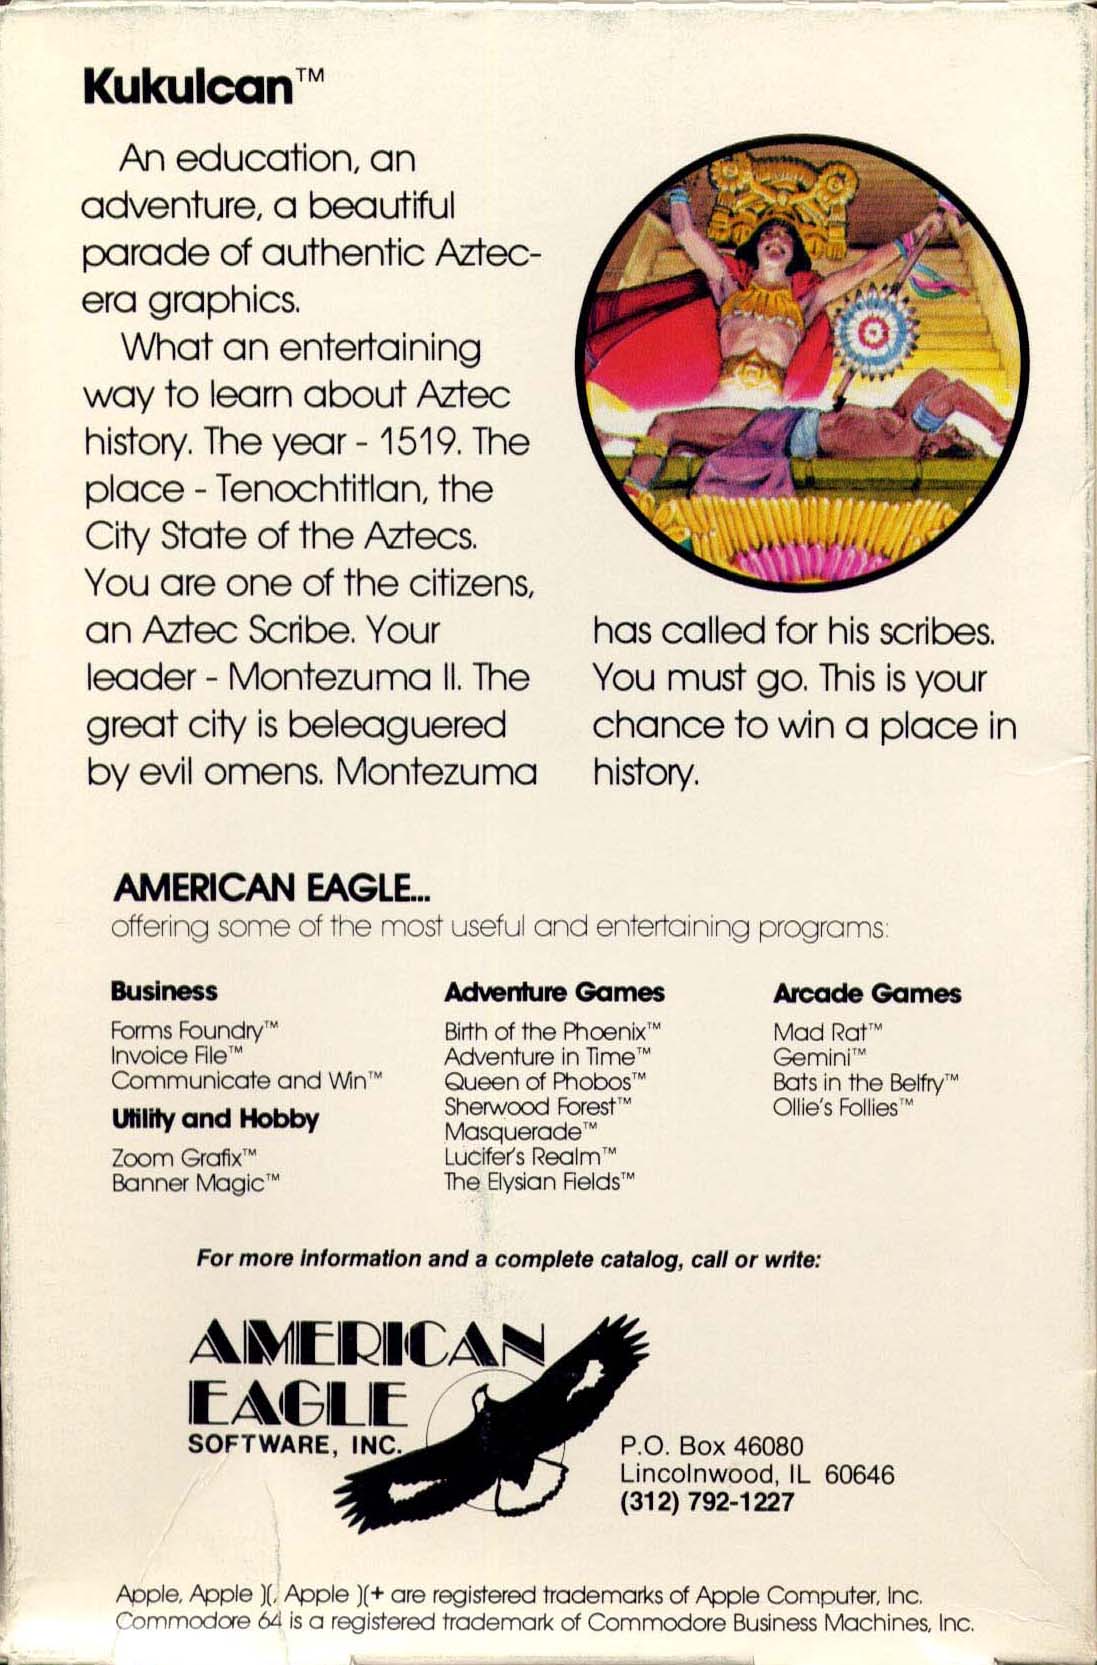 Kukulcan™
An education, an
adventure, a beautiful
parade of authentic Aztec-
era graphics.
What an entertaining
way to learn about Aztec
history. The year - 1519. The
place - Tenochtitlan, the
City State of the Aztecs.
You are one of the citizens,
an Aztec Scribe. Your
leader - Montezuma II. The
great city is beleaguered
by evil omens. Montezuma
has called for his scribes.
You must go. This is your
chance to win a place in
history.
AMERICAN EAGLE...
offering some of the most useful and entertaining programs:
Business
Forms Foundry™
Invoice File™
Communicate and Win™
Utility and Hobby
Zoom Grafix™
Banner Magic™
Adventure Games
Birth of the Phoenix™
Adventure in Time™
Queen of Phobos™
Sherwood Forest™
Masquerade™
Lucifer's Realm™
The Elysian Fields™
Arcade Games
Mad Rat™
Gemini™
Bats in the Belfry™
Ollie's Follies™
For more information and a complete catalog, call or write:
AMERICAN
EAGLE
SOFTWARE, INC.
P.O. Box 46080
Lincolnwood, IL 60646
(312) 792-1227
Apple, Apple ][, Apple ][+ are registered trademarks of Apple Computer, Inc.
Commodore 64 is a registered trademark of Commodore Business Machines, Inc.